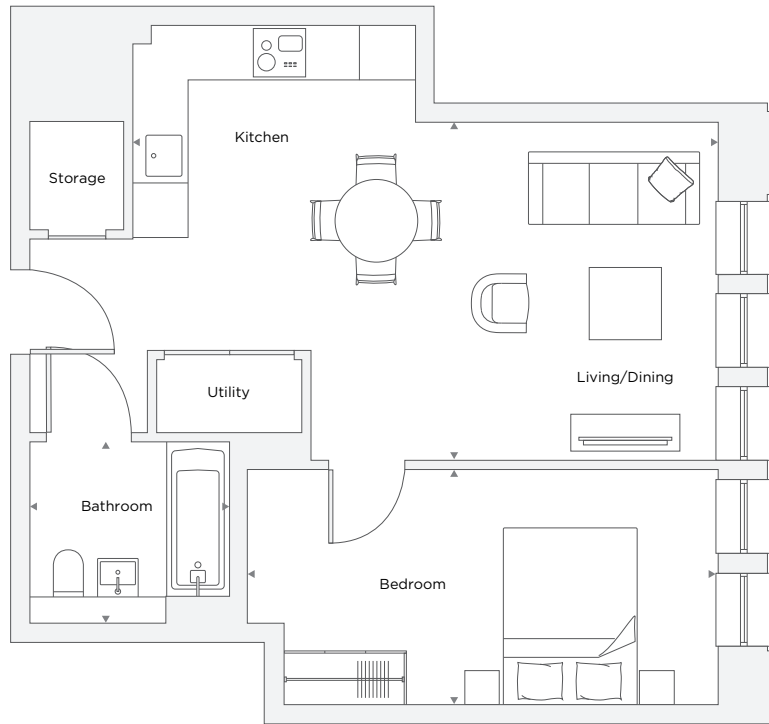 Kitchen
Storage
Living/Dining
Utility
Bathroom
Bedroom